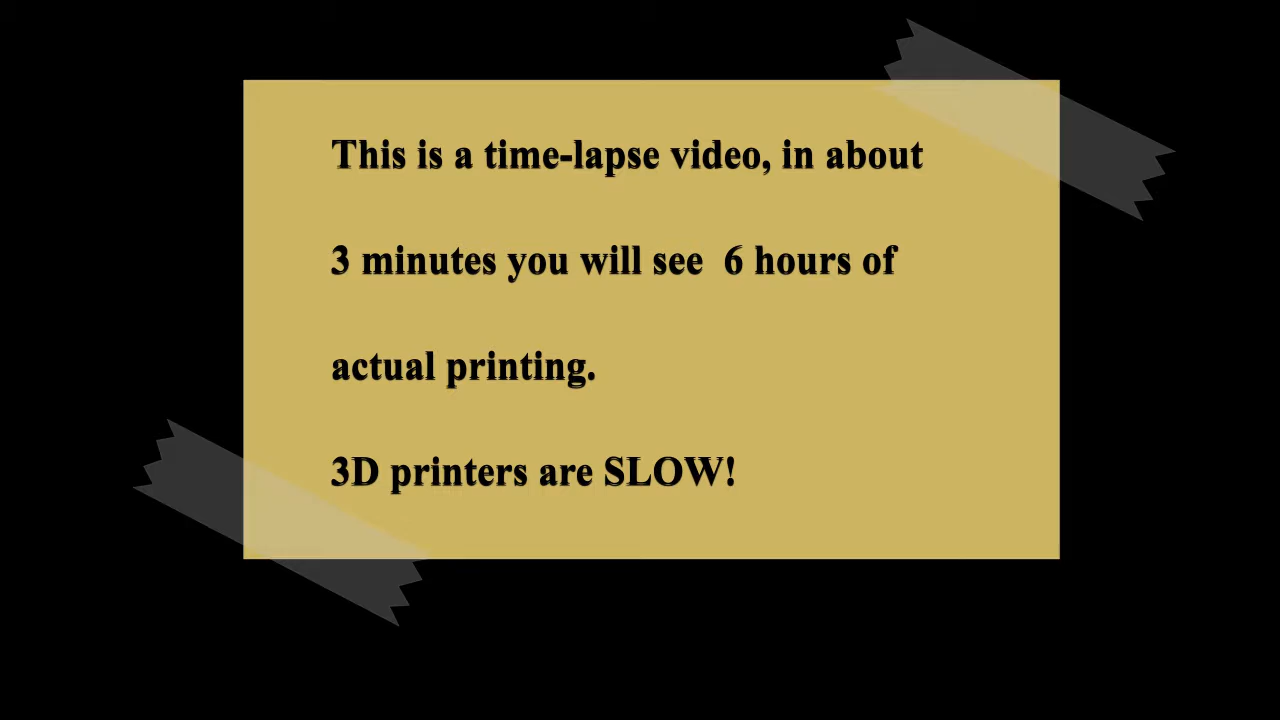 This is a time-lapse video, in about
3 minutes you will see  6 hours of
actual printing.
3D printers are SLOW!